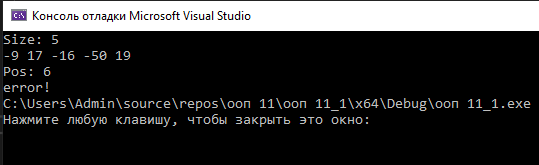 Консоль отладки Microsoft Visual Studio
Size: 5
-9 17 -16 -50 19
Pos: 6
error!
C:\Users\Admin\source\repos\ооп 11\ооп 11_1\x64\Debug\ооп 11_1.exe
Нажмите любую клавишу, чтобы закрыть это окно: